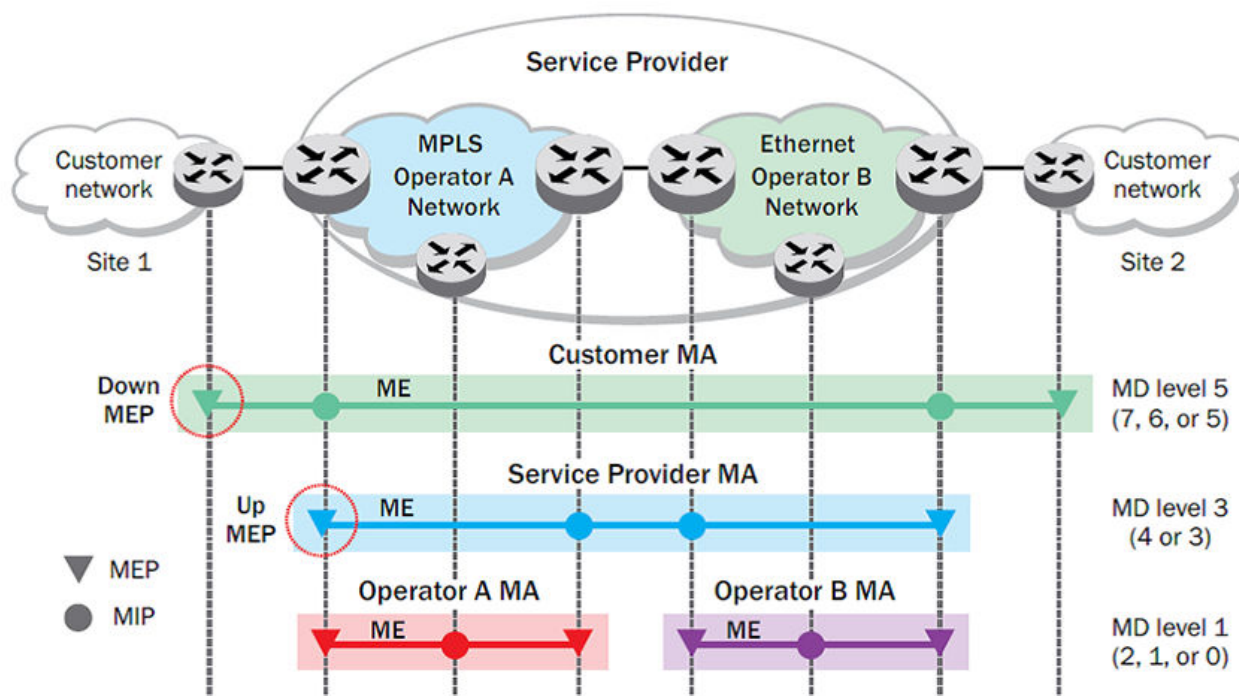 Service Provider
Customer
network
MPLS
Operator A
Network
Ethernet
Operator B
Network
Customer
network
Site 1
Site 2
Customer MA
Down
MEP
ME
MD level 5
(7, 6, or 5)
Service Provider MA
Up
MEP
ME
MD level 3
(4 or 3)
MEP
MIP
Operator A MA
ME
Operator B MA
ME
MD level 1
(2, 1, or 0)